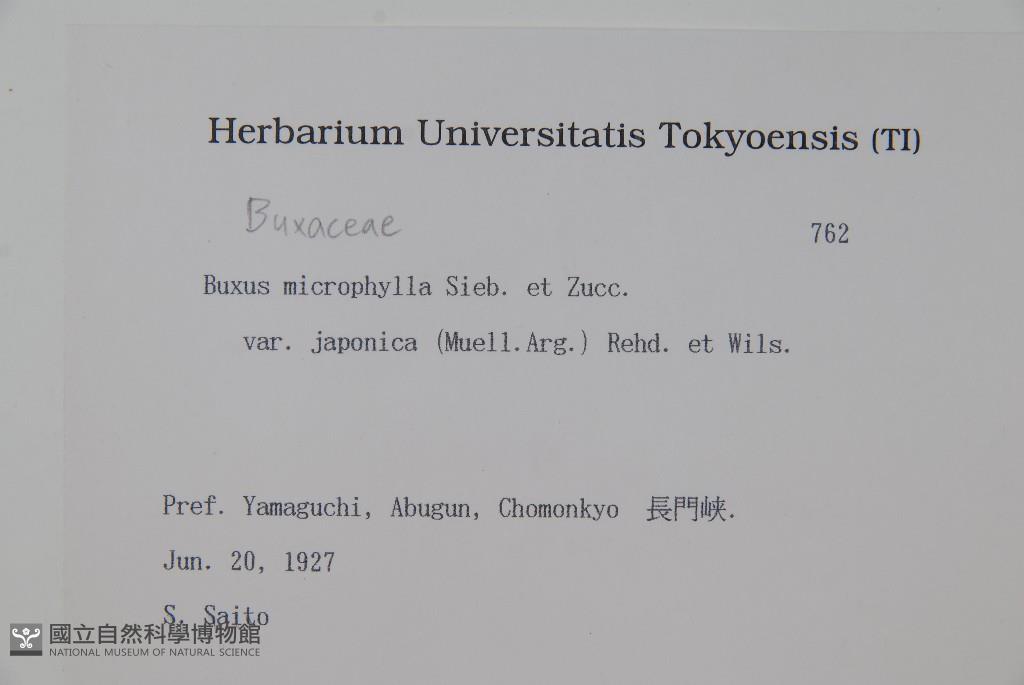 Herbarium Universitatis Tokyoensis (TI)
Buxaceae
762
Buxus microphylla Sieb. et Zucc.
var. japonica (Muell.Arg.) Rehd. et Wils.
Pref. Yamaguchi, Abugun, Chomonkyo 長門峡.
Jun. 20, 1927
S. Saito
國立自然科學博物館
NATIONAL MUSEUM OF NATURAL SCIENCE